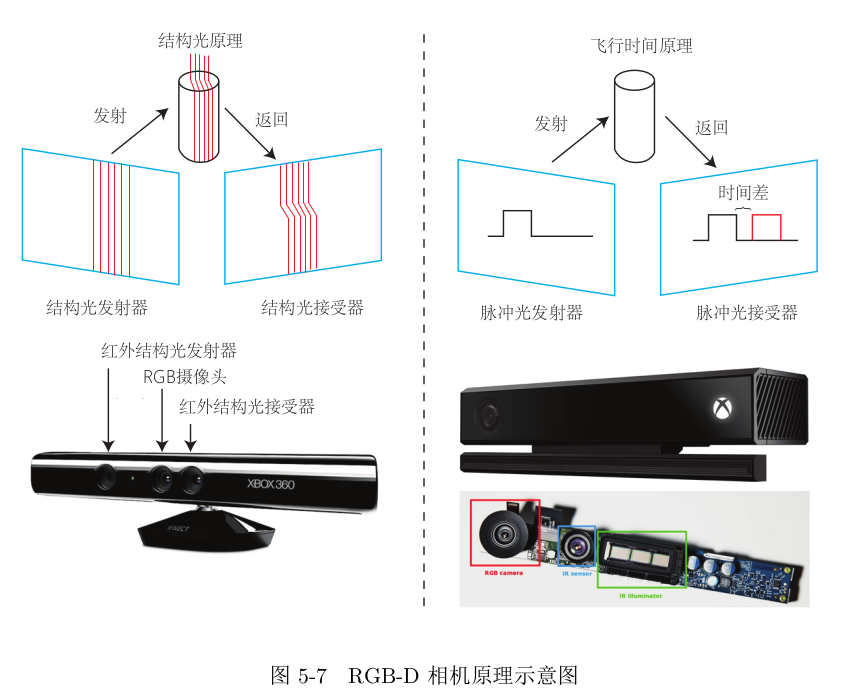 结构光原理
发射
返回
结构光发射器
结构光接受器
红外结构光发射器
RGB摄像头
红外结构光接受器
XBOX 360
KINECT
飞行时间原理
发射
返回
时间差
脉冲光发射器
脉冲光接受器
RGB camera
IR sensor
IR illuminator
图 5-7 RGB-D 相机原理示意图